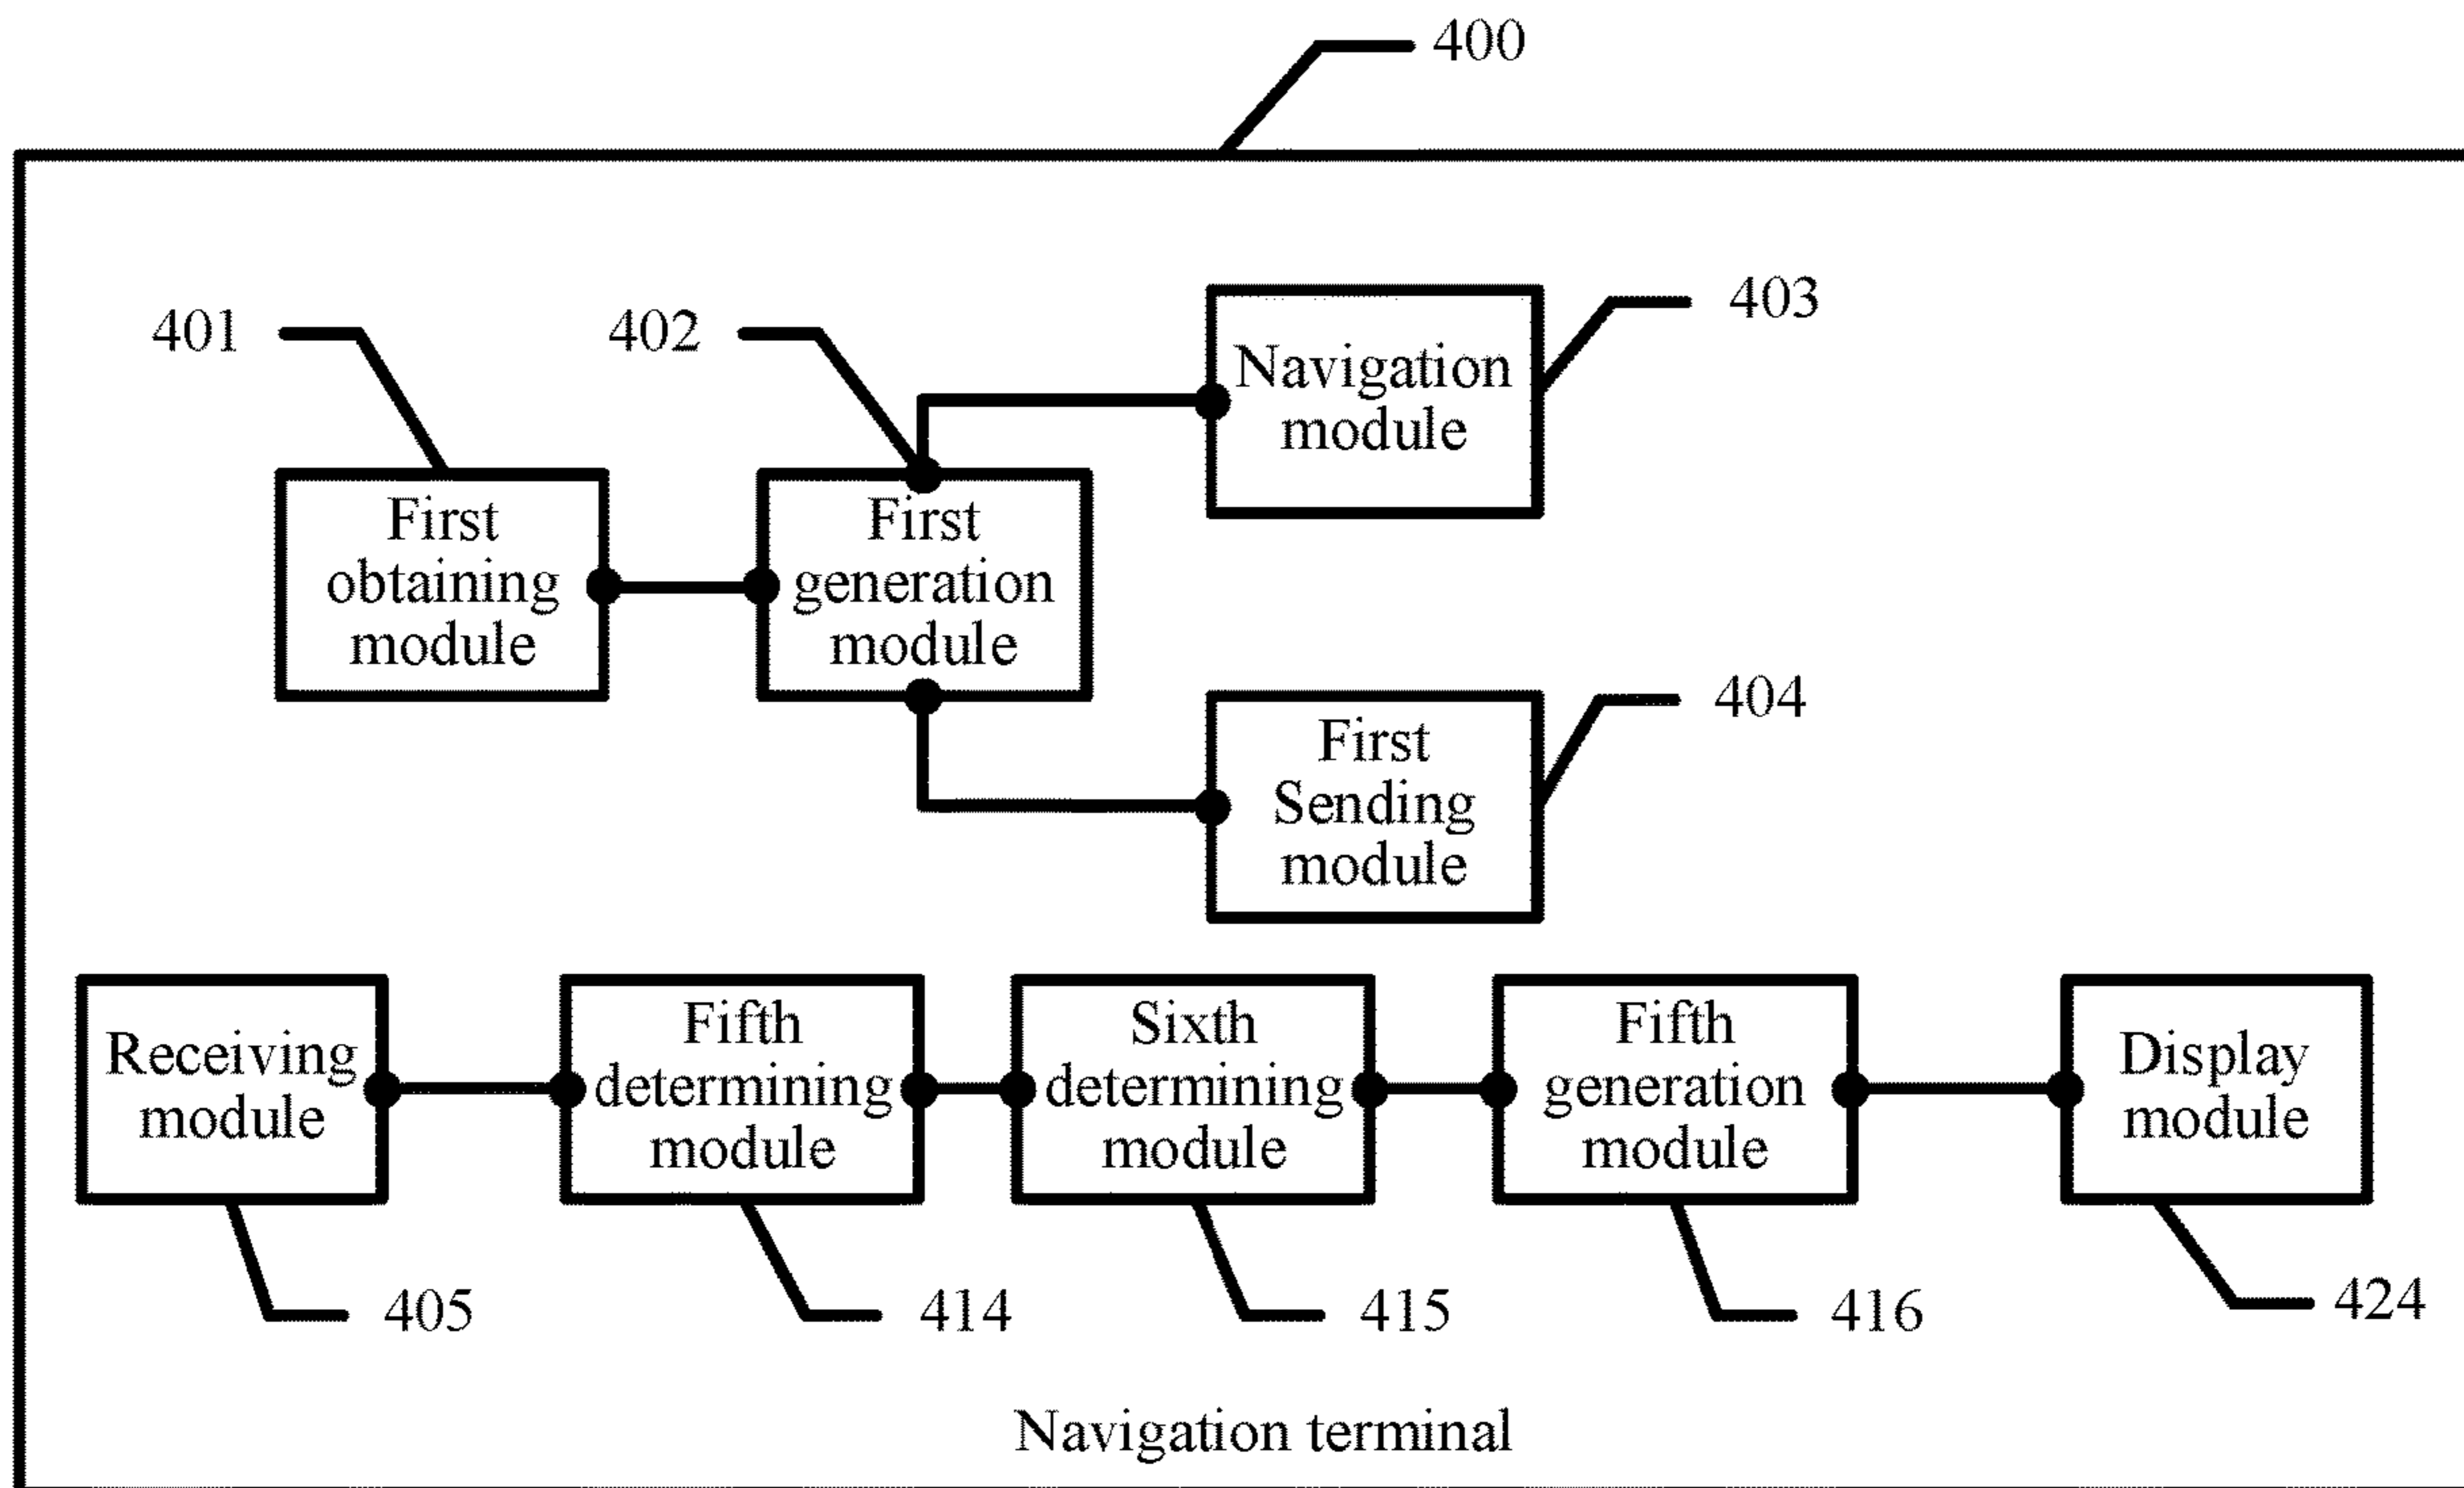 400
401
402
403
Navigation
module
First
obtaining
module
First
generation
module
404
First
Sending
module
Receiving
module
Fifth
determining
module
Sixth
determining
module
Fifth
generation
module
Display
module
405
414
415
416
424
Navigation terminal